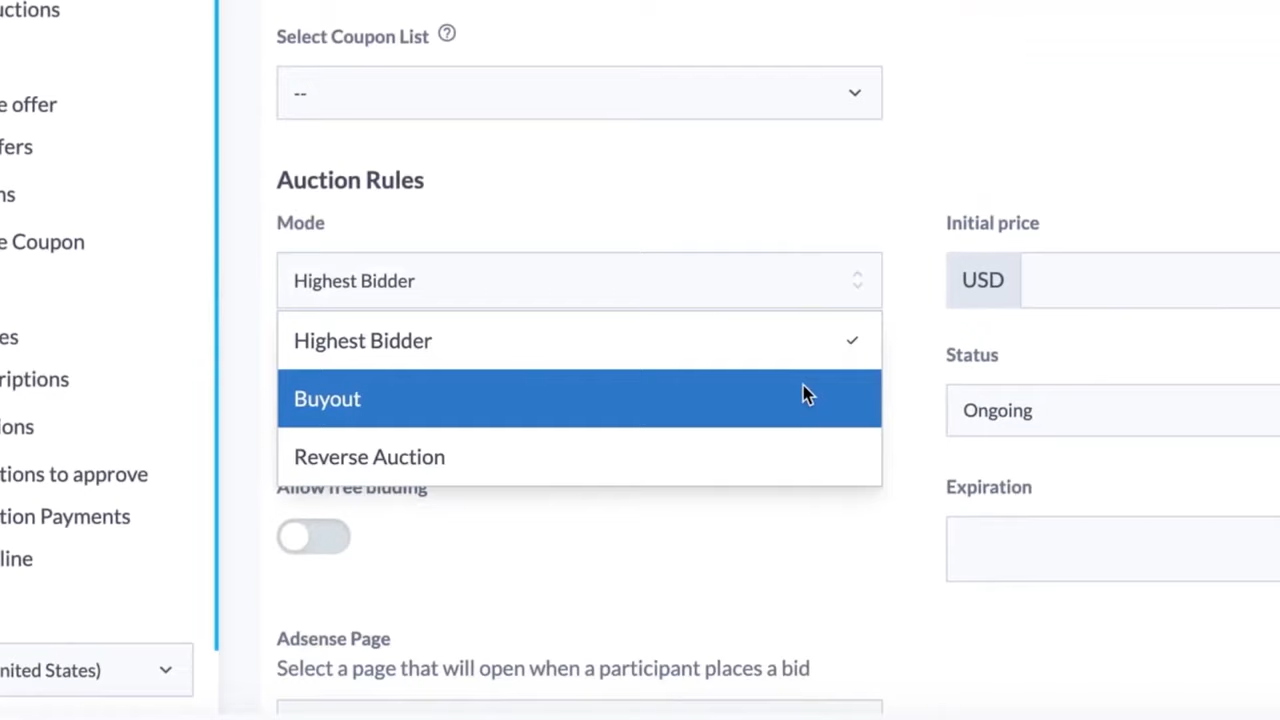 uctions
e offer
fers
ns
e Coupon
es
riptions
ions
tions to approve
tion Payments
line
nited States)
Select Coupon List ?
--
Auction Rules
Mode
Highest Bidder
Highest Bidder
Buyout
Reverse Auction
Allow free bidding
Adsense Page
Select a page that will open when a participant places a bid
Initial price
USD
Status
Ongoing
Expiration